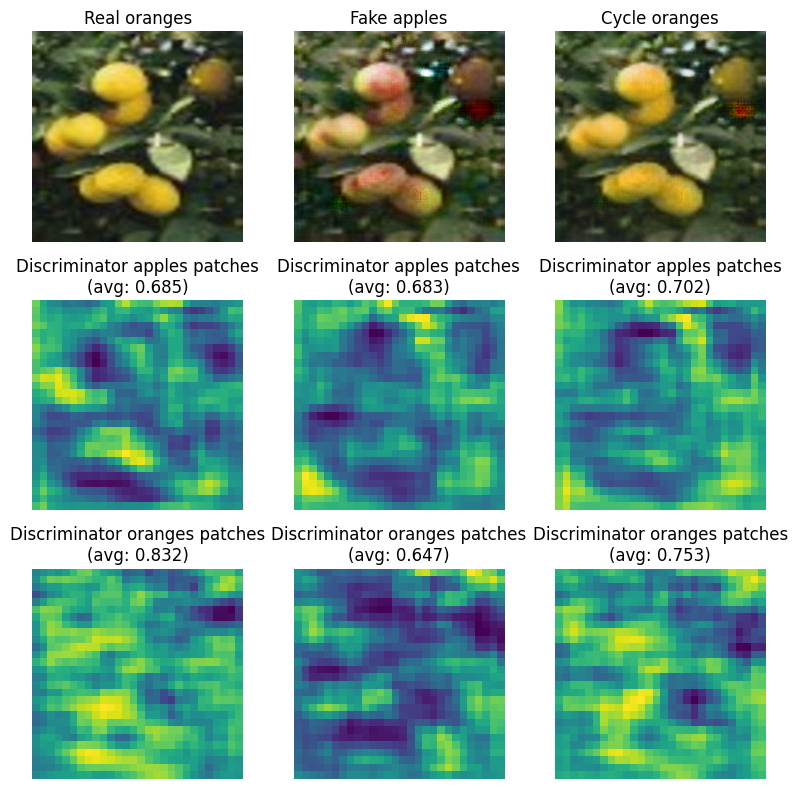 Real oranges
Fake apples
Cycle oranges
Discriminator apples patches
(avg: 0.685)
Discriminator apples patches
(avg: 0.683)
Discriminator apples patches
(avg: 0.702)
Discriminator oranges patches
(avg: 0.832)
Discriminator oranges patches
(avg: 0.647)
Discriminator oranges patches
(avg: 0.753)